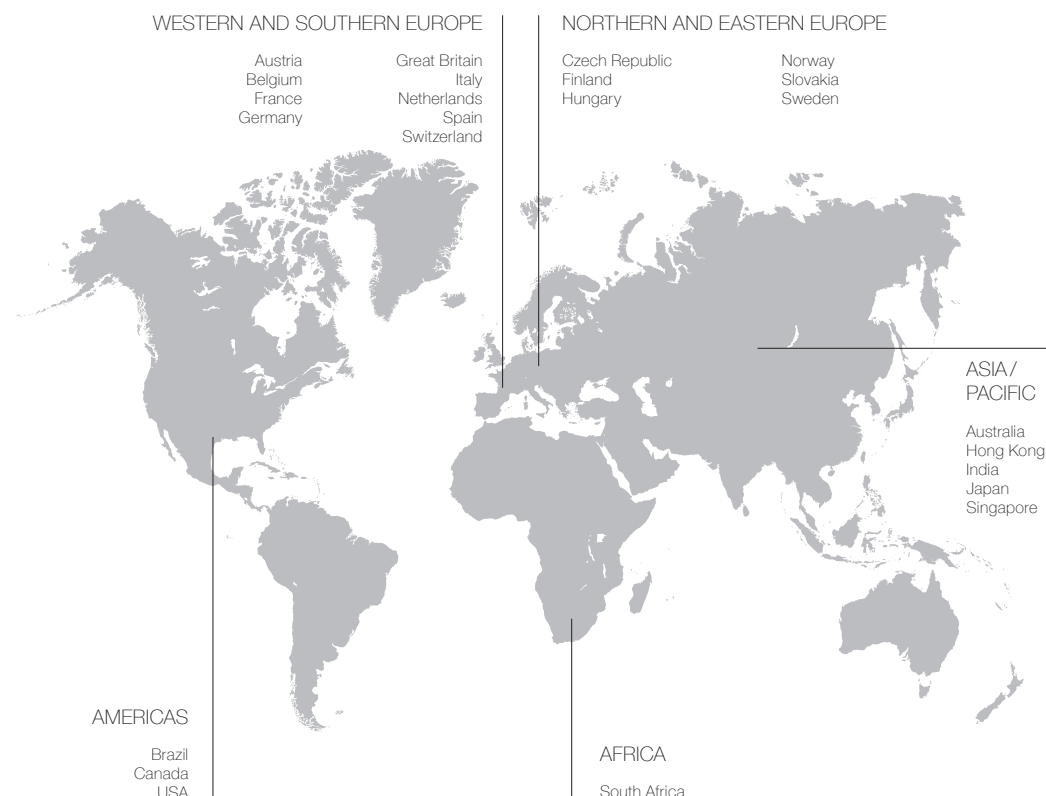 WESTERN AND SOUTHERN EUROPE
Austria
Belgium
France
Germany
Great Britain
Italy
Netherlands
Spain
Switzerland
NORTHERN AND EASTERN EUROPE
Czech Republic
Finland
Hungary
Norway
Slovakia
Sweden
ASIA /
PACIFIC
Australia
Hong Kong
India
Japan
Singapore
AMERICAS
Brazil
Canada
USA
AFRICA
South Africa